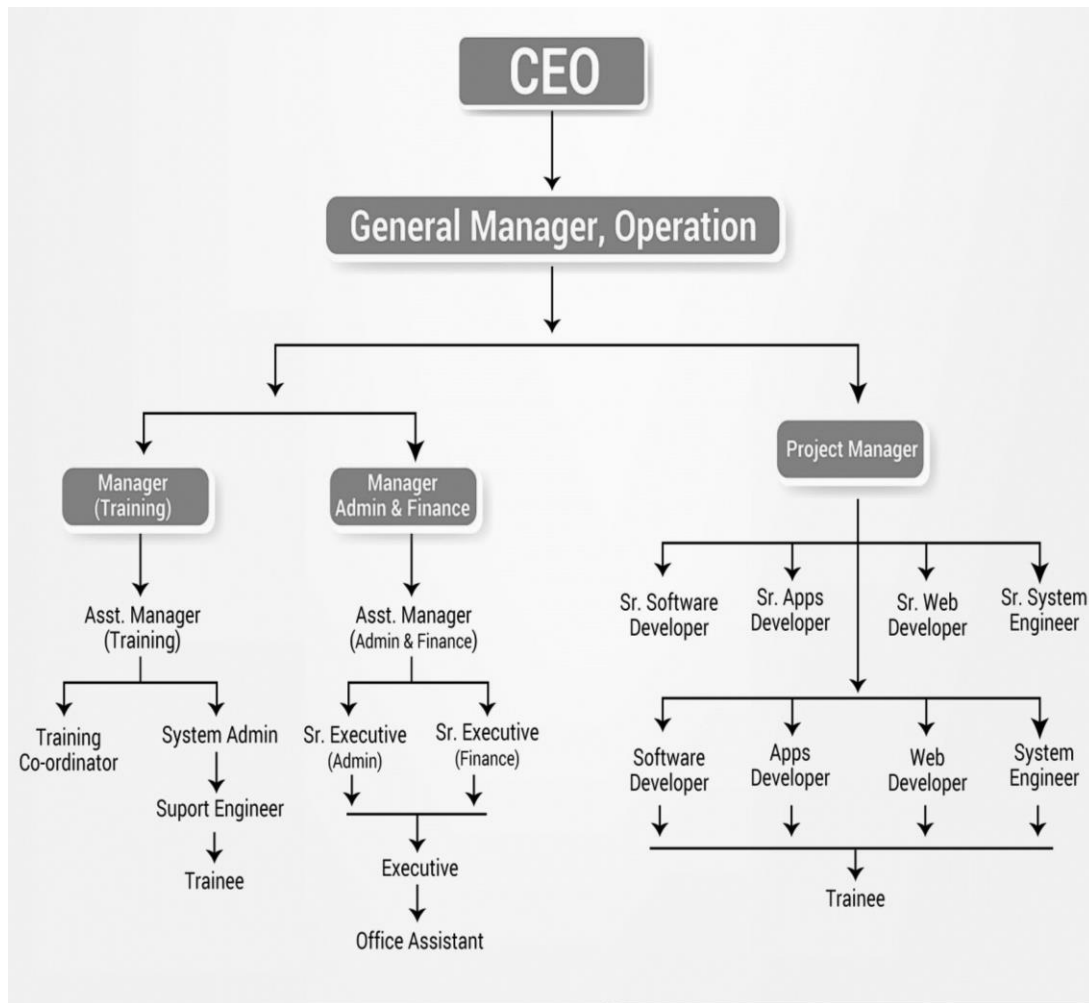 CEO
General Manager, Operation
Project Manager
Manager
(Training)
Manager
Admin & Finance
Asst. Manager
(Training)
Asst. Manager
(Admin & Finance)
Sr. Software
Developer
Sr. Apps
Developer
Sr. Web
Developer
Sr. System
Engineer
Training
Co-ordinator
System Admin
Sr. Executive
(Admin)
Sr. Executive
(Finance)
Software
Developer
Apps
Developer
Web
Developer
System
Engineer
Suport Engineer
Trainee
Executive
Office Assistant
Trainee